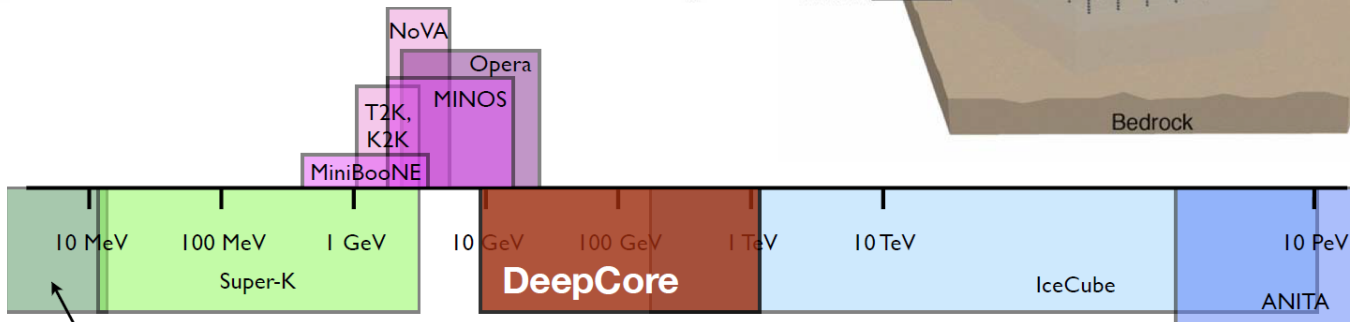 NoVA
Opera
MINOS
T2K,
K2K
MiniBooNE
Bedrock
10 MeV
100 MeV
1 GeV
10 GeV
100 GeV
1 TeV
10 TeV
10 PeV
Super-K
DeepCore
IceCube
ANITA